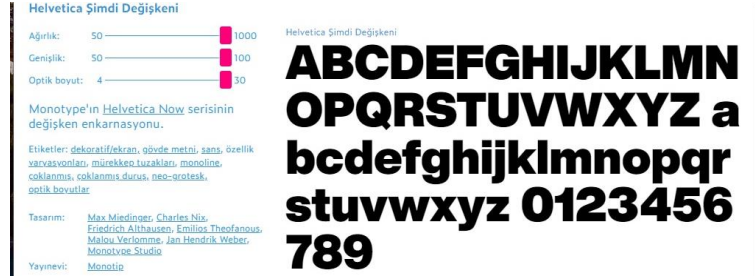 Helvetica Şimdi Değişkeni
Ağırlık: 50 1000
Genişlik: 50 100
Optik boyut: 4 30
Monotype'ın Helvetica Now serisinin
değişken enkarnasyonu.
Etiketler: dekoratif/ekran, gövde metni, sans, özellik
varyasyonları, mürekkep tuzakları, monoline,
çoklanmış, çoklanmış duruş, neo-grotesk,
optik boyutlar
Tasarım: Max Miedinger, Charles Nix,
Friedrich Althausen, Emilios Theofanous,
Malou Verlomme, Jan Hendrik Weber,
Monotype Studio
Yayınevi: Monotip
Helvetica Şimdi Değişkeni
ABCDEFGHIJKLMN
OPQRSTUVWXYZ a
bcdefghijklmnopqr
stuvwxyz 0123456
789